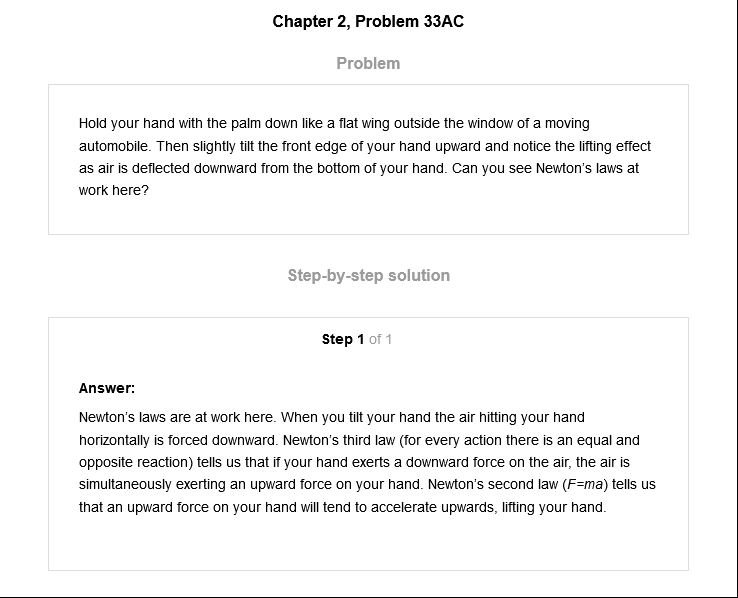 Chapter 2, Problem 33AC
Problem
Hold your hand with the palm down like a flat wing outside the window of a moving
automobile. Then slightly tilt the front edge of your hand upward and notice the lifting effect
as air is deflected downward from the bottom of your hand. Can you see Newton’s laws at
work here?
Step-by-step solution
Step 1 of 1
Answer:
Newton’s laws are at work here. When you tilt your hand the air hitting your hand
horizontally is forced downward. Newton’s third law (for every action there is an equal and
opposite reaction) tells us that if your hand exerts a downward force on the air, the air is
simultaneously exerting an upward force on your hand. Newton’s second law (F=ma) tells us
that an upward force on your hand will tend to accelerate upwards, lifting your hand.